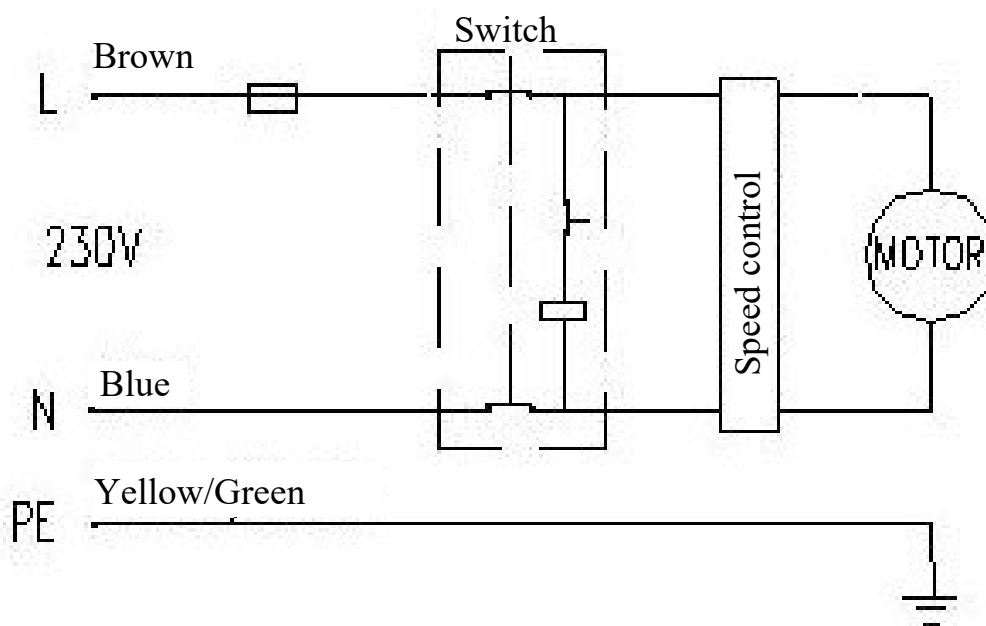 Switch
Brown
L
230V
Speed control
MOTOR
Blue
N
Yellow/Green
PE